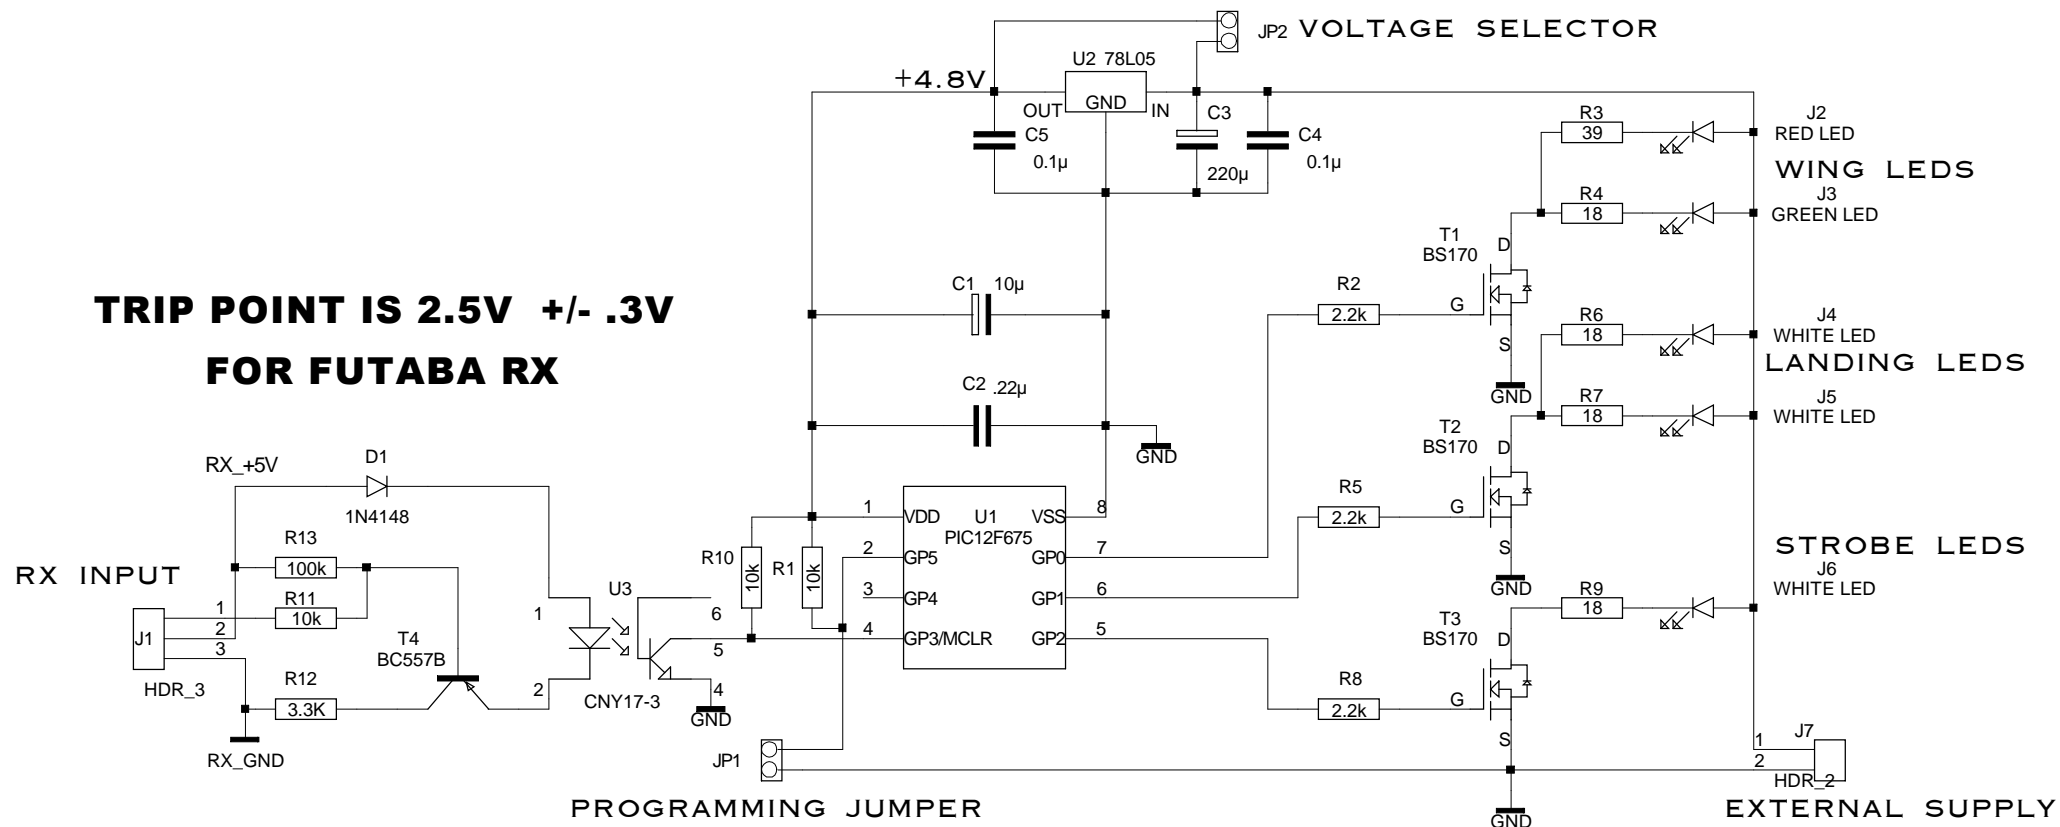 JP2 VOLTAGE SELECTOR
U2 78L05
+4.8V
OUT GND IN
C5
0.1µ
C3
220µ
C4
0.1µ
R3
39
J2
RED LED
WING LEDS
R4
18
J3
GREEN LED
T1
BS170
D
G
S
GND
R2
2.2k
C1 10µ
TRIP POINT IS 2.5V +/- .3V
FOR FUTABA RX
C2 .22µ
GND
R6
18
J4
WHITE LED
LANDING LEDS
R7
18
J5
WHITE LED
T2
BS170
D
G
S
GND
R5
2.2k
RX_+5V
D1
1N4148
R13
100k
RX INPUT
R11
10k
1
2
3
J1
HDR_3
T4
BC557B
R12
3.3K
RX_GND
1
2
U3
6
5
4
CNY17-3
GND
R10
10k
R1
10k
1 VDD U1 VSS 8
PIC12F675
2 GP5 GP0 7
3 GP4 GP1 6
4 GP3/MCLR GP2 5
STROBE LEDS
J6
WHITE LED
R9
18
T3
BS170
D
G
S
R8
2.2k
JP1
PROGRAMMING JUMPER
J7
1
2
HDR_2
GND
EXTERNAL SUPPLY